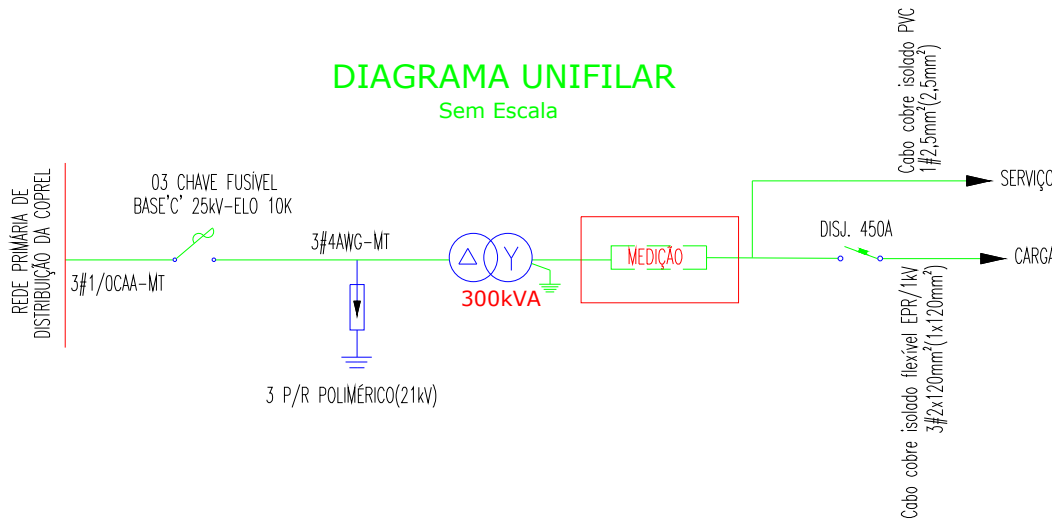 DIAGRAMA UNIFILAR
Sem Escala
REDE PRIMÁRIA DE
DISTRIBUIÇÃO DA COPREL
03 CHAVE FUSÍVEL
BASE'C' 25kV-ELO 10K
3#1/0CAA-MT
3#4AWG-MT
3 P/R POLIMÉRICO(21kV)
Δ
Y
300kVA
MEDIÇÃO
Cabo cobre isolado PVC
1#2,5mm²(2,5mm²)
SERVIÇO
DISJ. 450A
CARGA
Cabo cobre isolado flexível EPR/1kV
3#2x120mm²(1x120mm²)